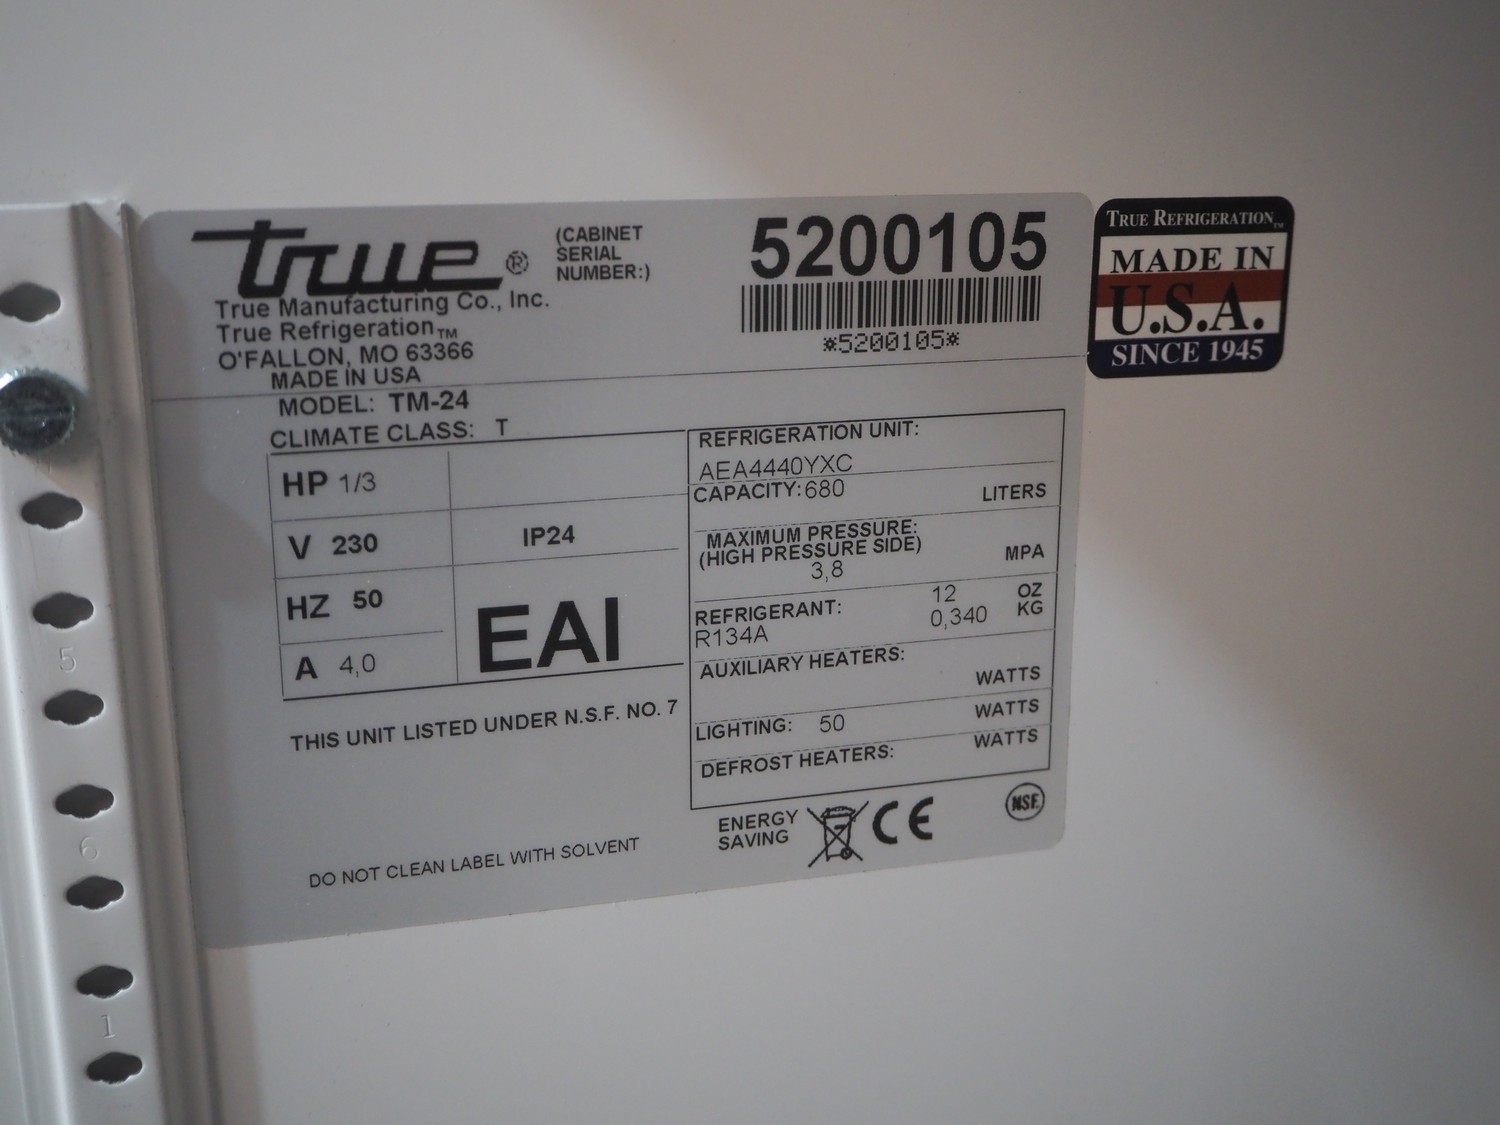 true ®
(CABINET
SERIAL
NUMBER:)
5200105
*5200105*
True Manufacturing Co., Inc.
True Refrigeration™
O'FALLON, MO 63366
MADE IN USA
TRUE REFRIGERATION™
MADE IN
U.S.A.
SINCE 1945
MODEL: TM-24
CLIMATE CLASS: T
HP 1/3
V 230
IP24
HZ 50
EAI
A 4,0
THIS UNIT LISTED UNDER N.S.F. NO. 7
DO NOT CLEAN LABEL WITH SOLVENT
REFRIGERATION UNIT:
AEA4440YXC
CAPACITY: 680 LITERS
MAXIMUM PRESSURE:
(HIGH PRESSURE SIDE) MPA
3,8
REFRIGERANT: 12 OZ
R134A 0,340 KG
AUXILIARY HEATERS: WATTS
LIGHTING: 50 WATTS
DEFROST HEATERS: WATTS
ENERGY
SAVING
CE
NSF.
5
6
1